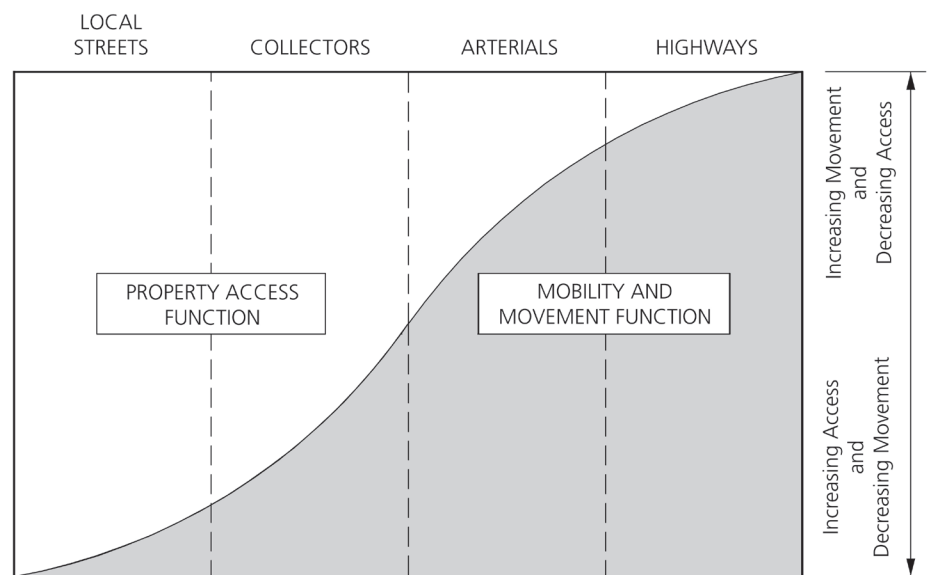 LOCAL
STREETS
COLLECTORS
ARTERIALS
HIGHWAYS
PROPERTY ACCESS
FUNCTION
MOBILITY AND
MOVEMENT FUNCTION
Increasing Movement
and
Decreasing Access
Increasing Access
and
Decreasing Movement